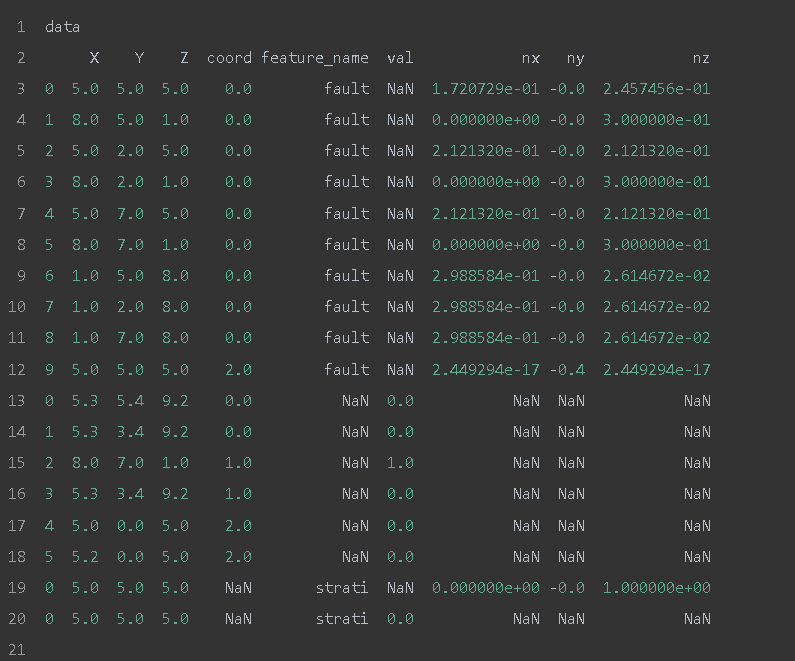 1 data
2 X Y Z coord feature_name val nx ny nz
3 0 5.0 5.0 5.0 0.0 fault NaN 1.720729e-01 -0.0 2.457456e-01
4 1 8.0 5.0 1.0 0.0 fault NaN 0.000000e+00 -0.0 3.000000e-01
5 2 5.0 2.0 5.0 0.0 fault NaN 2.121320e-01 -0.0 2.121320e-01
6 3 8.0 2.0 1.0 0.0 fault NaN 0.000000e+00 -0.0 3.000000e-01
7 4 5.0 7.0 5.0 0.0 fault NaN 2.121320e-01 -0.0 2.121320e-01
8 5 8.0 7.0 1.0 0.0 fault NaN 0.000000e+00 -0.0 3.000000e-01
9 6 1.0 5.0 8.0 0.0 fault NaN 2.988584e-01 -0.0 2.614672e-02
10 7 1.0 2.0 8.0 0.0 fault NaN 2.988584e-01 -0.0 2.614672e-02
11 8 1.0 7.0 8.0 0.0 fault NaN 2.988584e-01 -0.0 2.614672e-02
12 9 5.0 5.0 5.0 2.0 fault NaN 2.449294e-17 -0.4 2.449294e-17
13 0 5.3 5.4 9.2 0.0 NaN 0.0 NaN NaN NaN
14 1 5.3 3.4 9.2 0.0 NaN 0.0 NaN NaN NaN
15 2 8.0 7.0 1.0 1.0 NaN 1.0 NaN NaN NaN
16 3 5.3 3.4 9.2 1.0 NaN 0.0 NaN NaN NaN
17 4 5.0 0.0 5.0 2.0 NaN 0.0 NaN NaN NaN
18 5 5.2 0.0 5.0 2.0 NaN 0.0 NaN NaN NaN
19 0 5.0 5.0 5.0 NaN strati NaN 0.000000e+00 -0.0 1.000000e+00
20 0 5.0 5.0 5.0 NaN strati 0.0 NaN NaN NaN
21